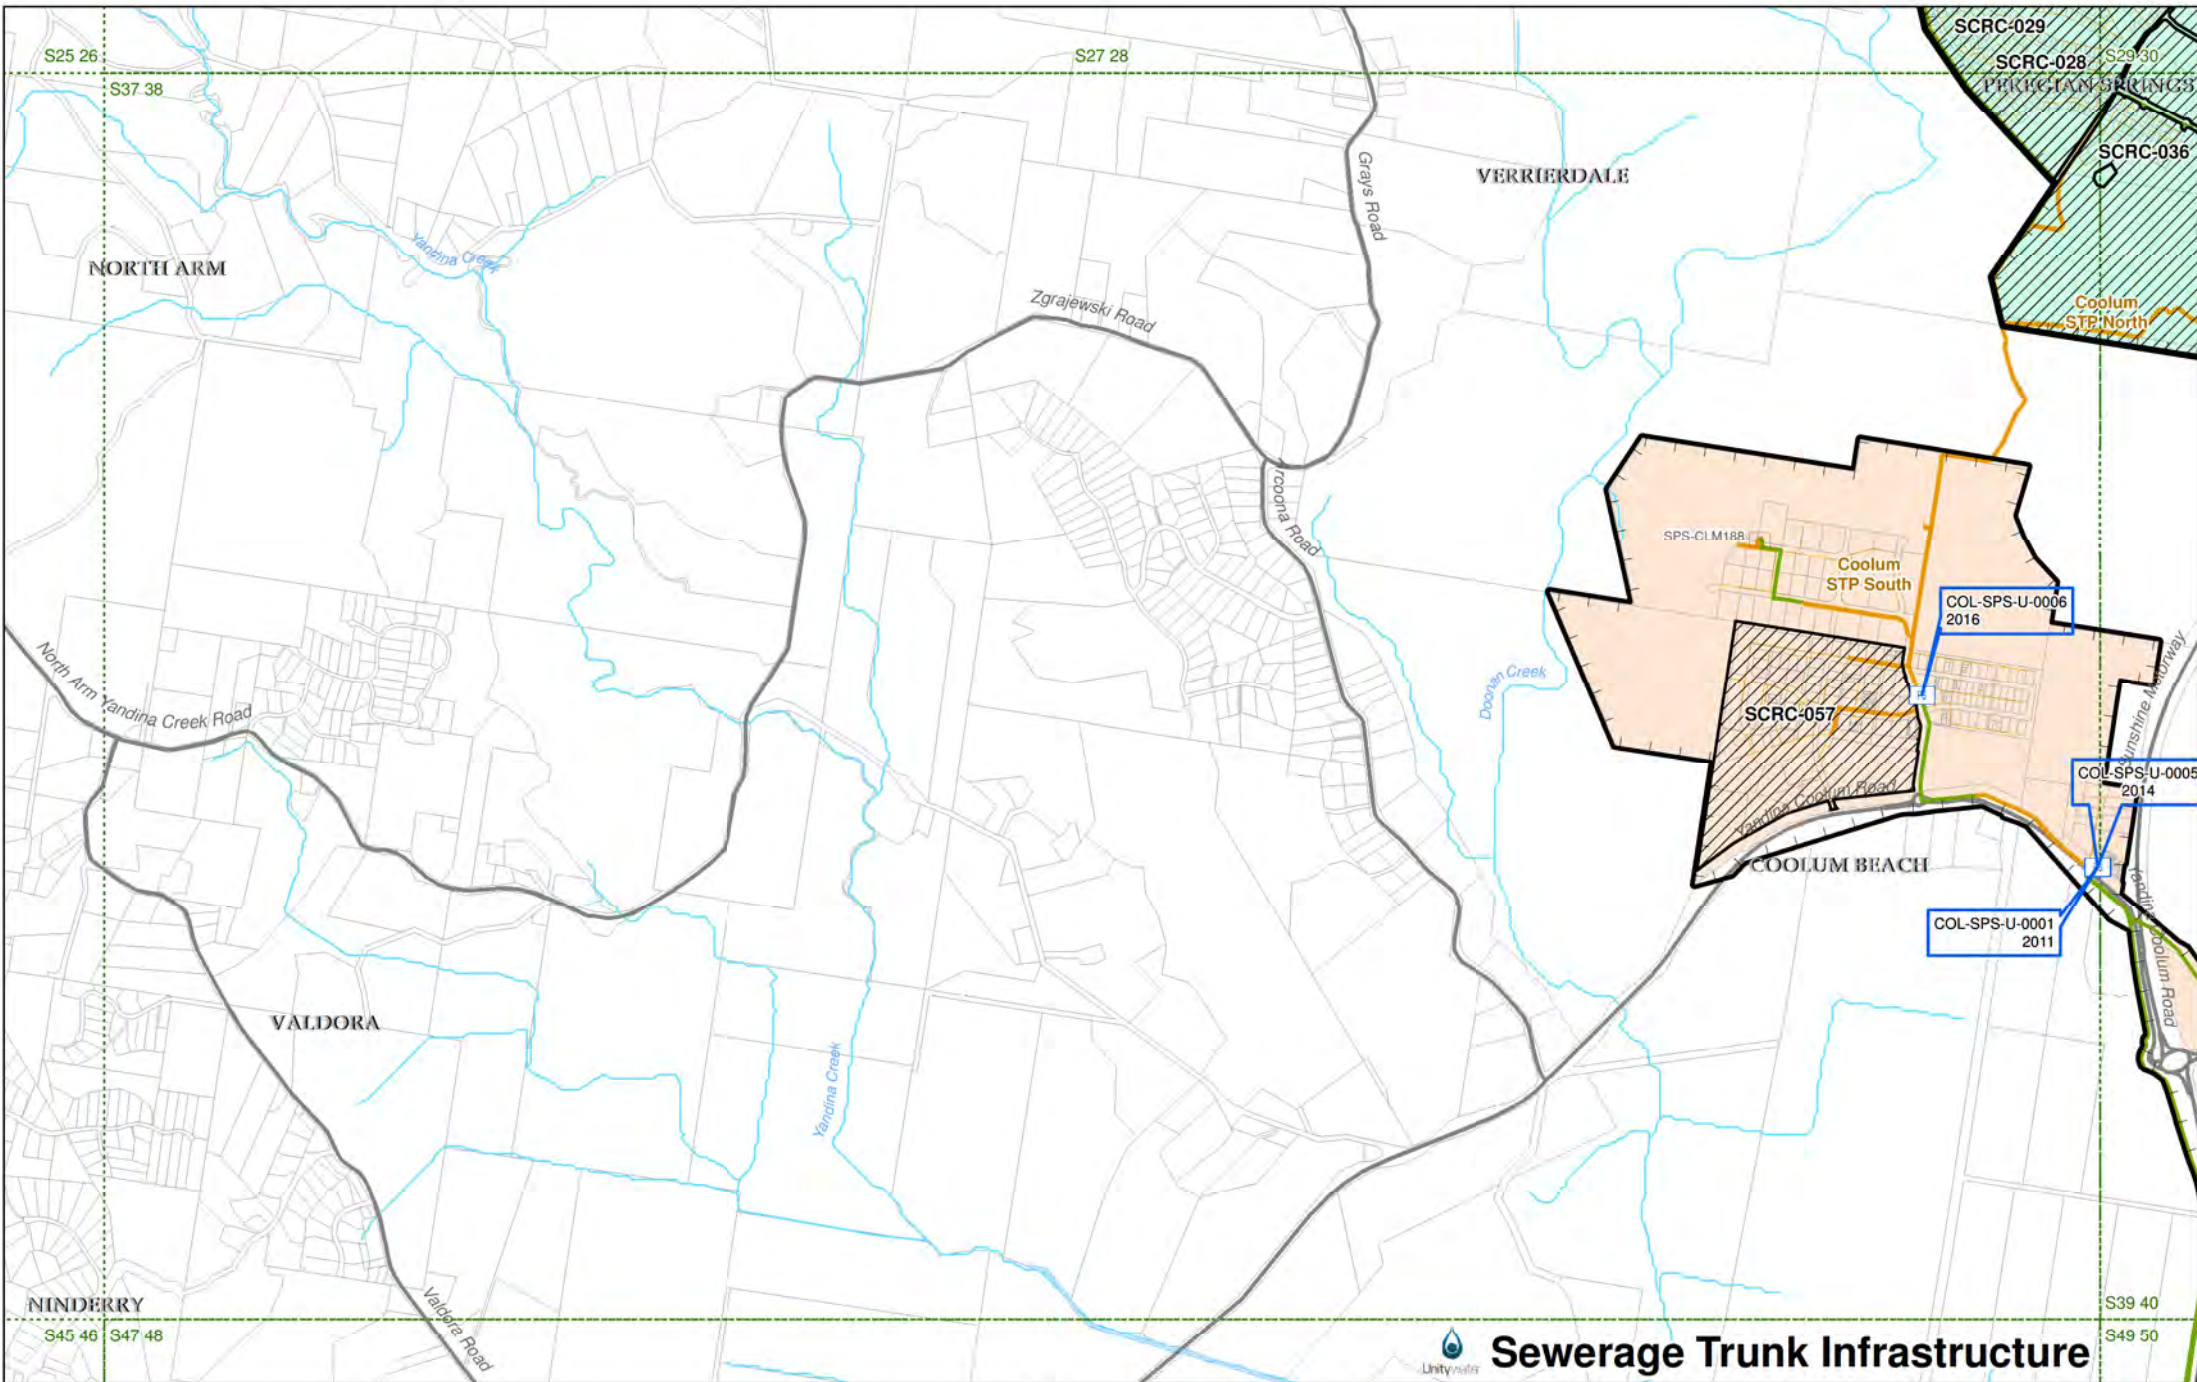 SCRC-029
S25 26
S27 28
SCRC-028
S29 30
PEREGIAN SPRINGS
S37 38
SCRC-036
Grays Road
VERRIERDALE
Yandina Creek
NORTH ARM
Zgrajewski Road
Coolum
STP North
Arcoona Road
SPS-CLM188
Coolum
STP South
COL-SPS-U-0006
2016
North Arm Yandina Creek Road
Doonan Creek
Sunshine Motorway
SCRC-057
COL-SPS-U-0005
2014
Yandina Coolum Road
COOLUM BEACH
COL-SPS-U-0001
2011
Yandina Coolum Road
VALDORA
Yandina Creek
NINDERRY
Valdora Road
S39 40
S45 46
S47 48
S49 50
Unitywater
Sewerage Trunk Infrastructure